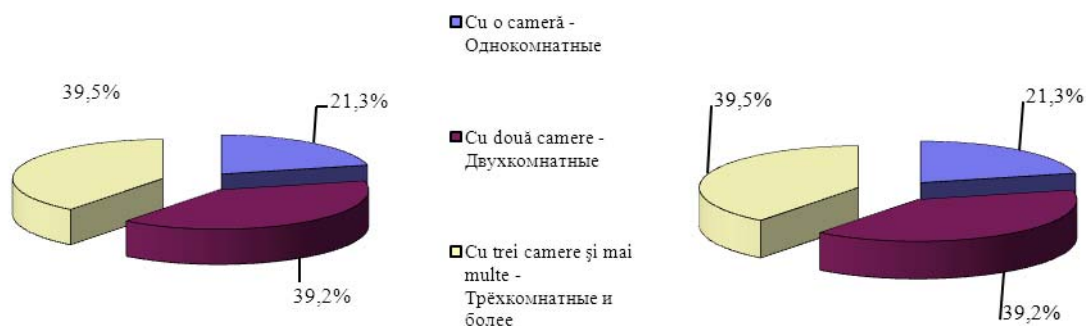 Cu o cameră -
Однокомнатные
39,5%
21,3%
39,5%
21,3%
Cu două camere -
Двухкомнатные
Cu trei camere şi mai
multe -
Трёхкомнатные и
более
39,2%
39,2%